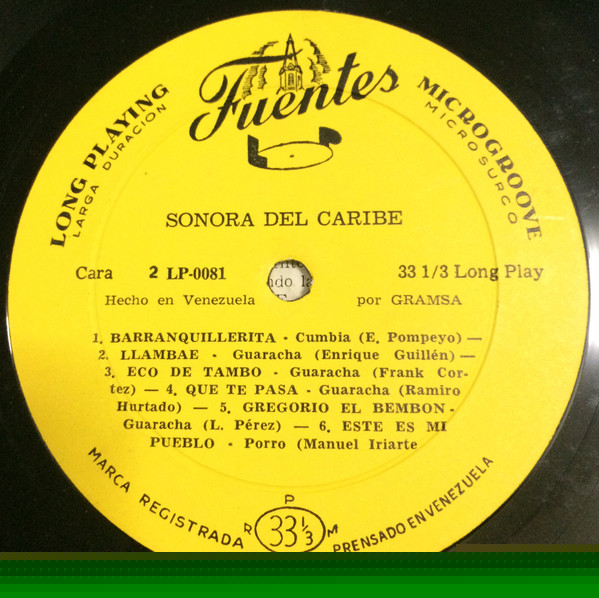 Fuentes
LP
LONG PLAYING
LARGA DURACION
MICROGROOVE
MICROSURCO
SONORA DEL CARIBE
Cara 2 LP-0081
33 1/3 Long Play
ndo la
Hecho en Venezuela
por GRAMSA
1. BARRANQUILLERITA - Cumbia (E. Pompeyo) —
2. LLAMBAE - Guaracha (Enrique Guillén) —
3. ECO DE TAMBO - Guaracha (Frank Cor-
tez) — 4. QUE TE PASA - Guaracha (Ramiro
Hurtado) — 5. GREGORIO EL BEMBON -
Guaracha (L. Pérez) — 6. ESTE ES MI
PUEBLO - Porro (Manuel Iriarte
MARCA REGISTRADA
R P M
33 1/3
PRENSADO EN VENEZUELA